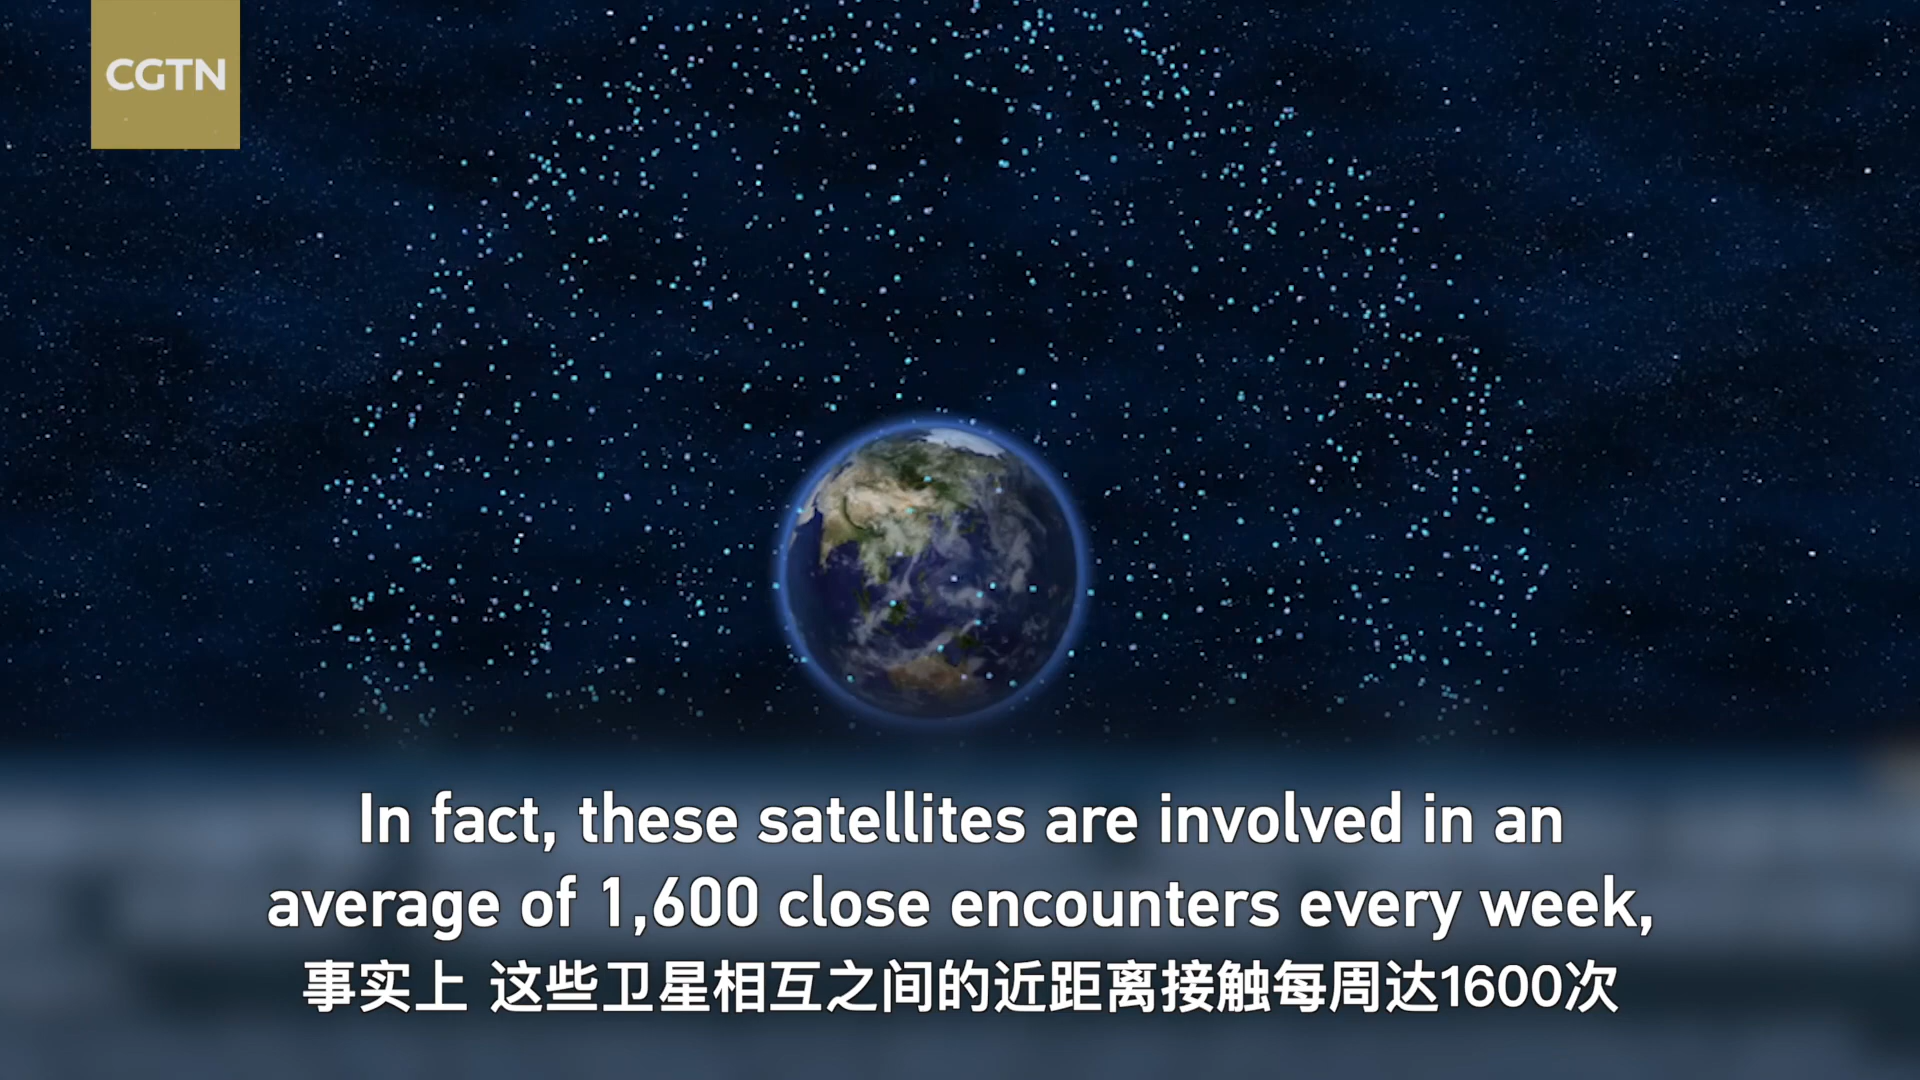 CGTN
In fact, these satellites are involved in an
average of 1,600 close encounters every week,
事实上 这些卫星相互之间的近距离接触每周达1600次